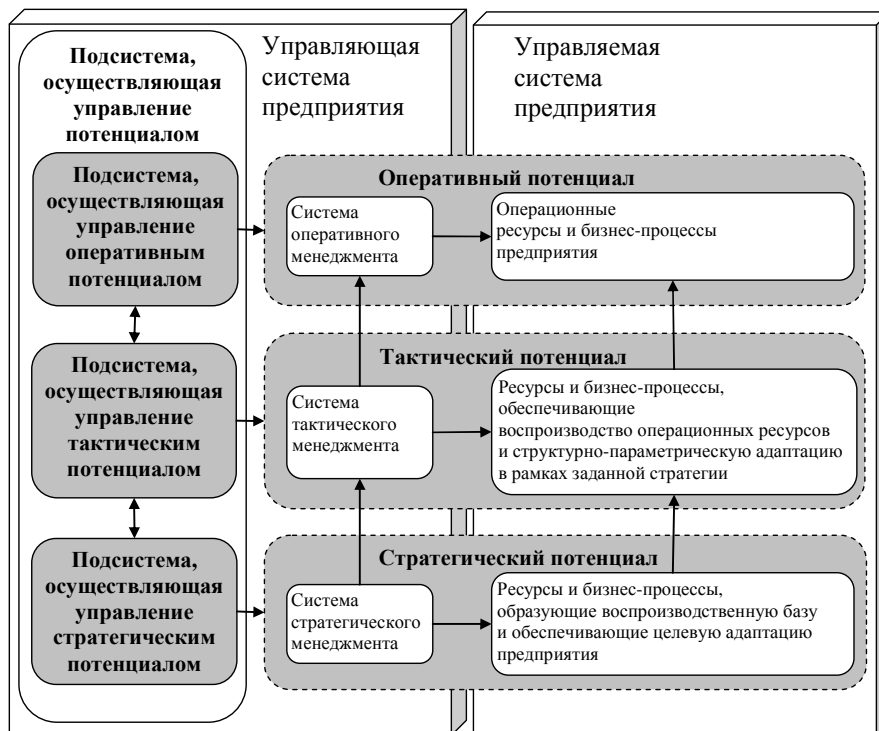 Подсистема,
осуществляющая
управление
потенциалом
Управляющая
система
предприятия
Управляемая
система
предприятия
Подсистема,
осуществляющая
управление
оперативным
потенциалом
Оперативный потенциал
Система
оперативного
менеджмента
Операционные
ресурсы и бизнес-процессы
предприятия
Подсистема,
осуществляющая
управление
тактическим
потенциалом
Тактический потенциал
Система
тактического
менеджмента
Ресурсы и бизнес-процессы,
обеспечивающие
воспроизводство операционных ресурсов
и структурно-параметрическую адаптацию
в рамках заданной стратегии
Подсистема,
осуществляющая
управление
стратегическим
потенциалом
Стратегический потенциал
Система
стратегического
менеджмента
Ресурсы и бизнес-процессы,
образующие воспроизводственную базу
и обеспечивающие целевую адаптацию
предприятия